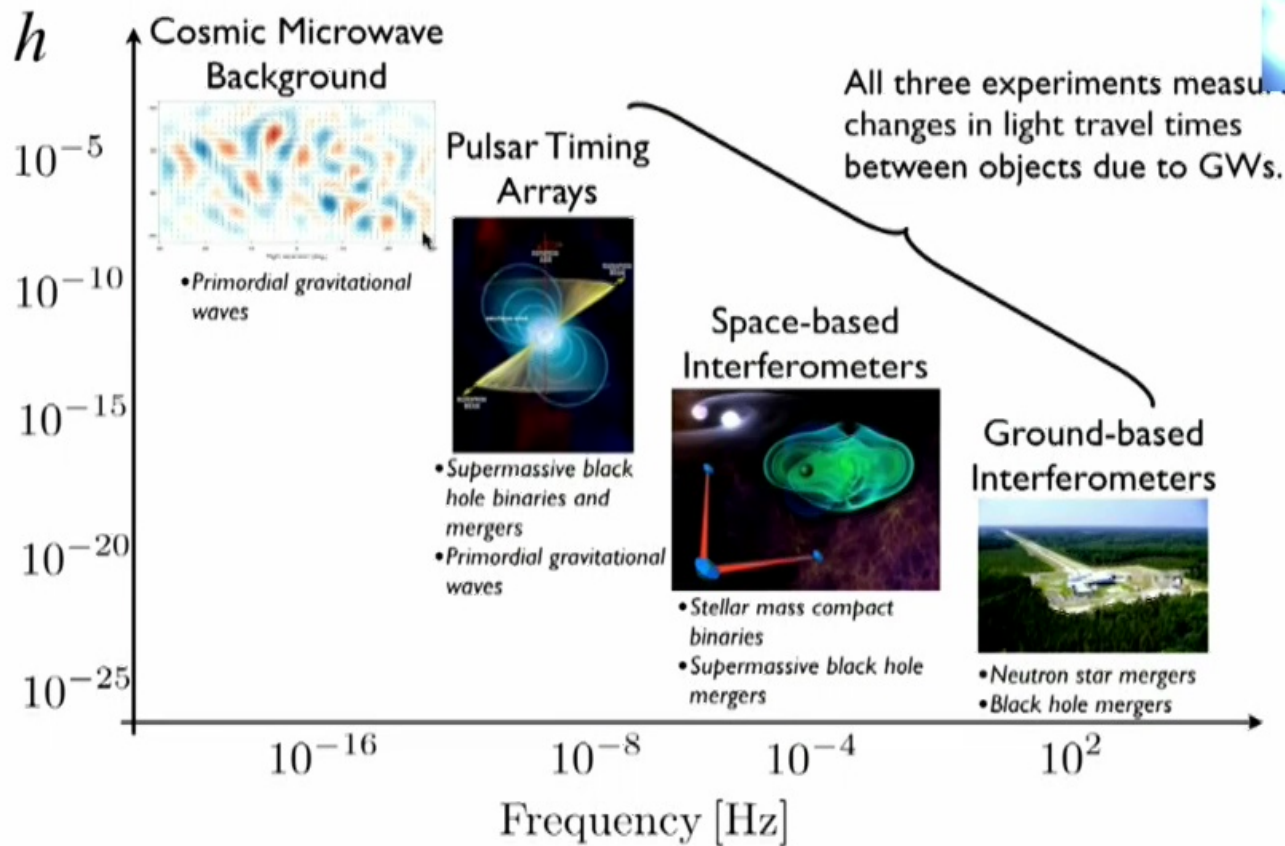 h
Cosmic Microwave
Background
All three experiments measu
changes in light travel times
between objects due to GWs.
Pulsar Timing
Arrays
10^{-5}
• Primordial gravitational
waves
10^{-10}
Space-based
Interferometers
10^{-15}
Ground-based
Interferometers
• Supermassive black
hole binaries and
mergers
• Primordial gravitational
waves
10^{-20}
• Stellar mass compact
binaries
• Supermassive black hole
mergers
10^{-25}
• Neutron star mergers
• Black hole mergers
10^{-16}
10^{-8}
10^{-4}
10^{2}
Frequency [Hz]